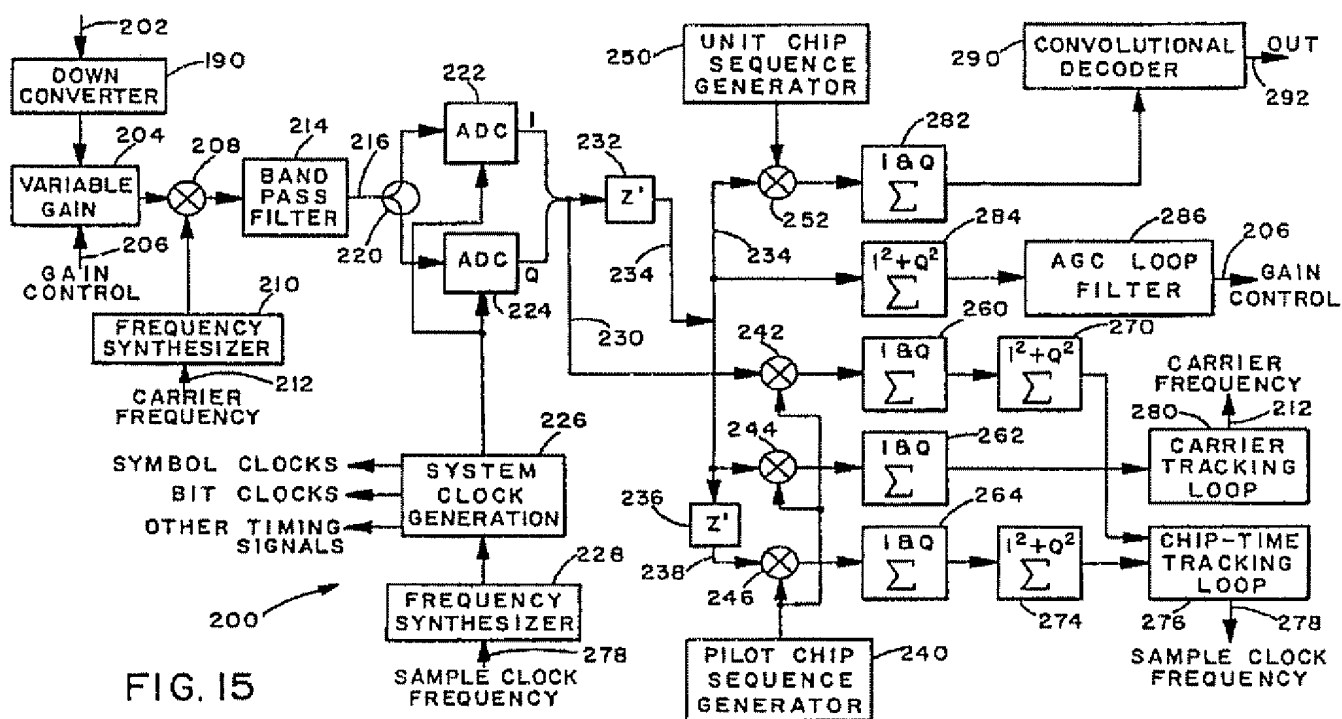 202
190
DOWN
CONVERTER
204
VARIABLE
GAIN
206
GAIN
CONTROL
208
210
FREQUENCY
SYNTHESIZER
212
CARRIER
FREQUENCY
214
BAND
PASS
FILTER
216
220
222
ADC
I
ADC
Q
224
226
SYSTEM
CLOCK
GENERATION
SYMBOL CLOCKS
BIT CLOCKS
OTHER TIMING
SIGNALS
228
FREQUENCY
SYNTHESIZER
278
SAMPLE CLOCK
FREQUENCY
200
FIG. 15
230
232
Z'
234
234
236
Z'
238
250
UNIT CHIP
SEQUENCE
GENERATOR
252
242
244
246
240
PILOT CHIP
SEQUENCE
GENERATOR
282
I & Q
Σ
284
I²+Q²
Σ
260
I & Q
Σ
262
I & Q
Σ
264
I & Q
Σ
270
I²+Q²
Σ
I²+Q²
Σ
274
290
CONVOLUTIONAL
DECODER
OUT
292
286
AGC LOOP
FILTER
206
GAIN
CONTROL
CARRIER
FREQUENCY
280
212
CARRIER
TRACKING
LOOP
CHIP-TIME
TRACKING
LOOP
276
278
SAMPLE CLOCK
FREQUENCY